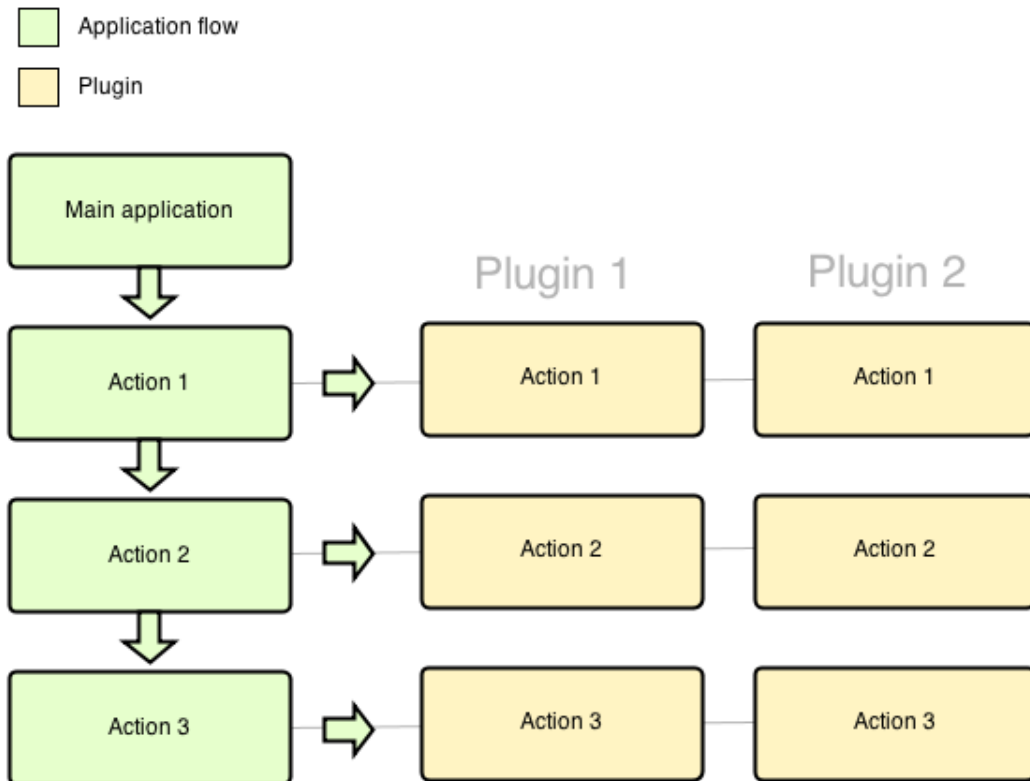 Application flow
Plugin
Main application
Plugin 1
Plugin 2
Action 1
Action 1
Action 1
Action 2
Action 2
Action 2
Action 3
Action 3
Action 3